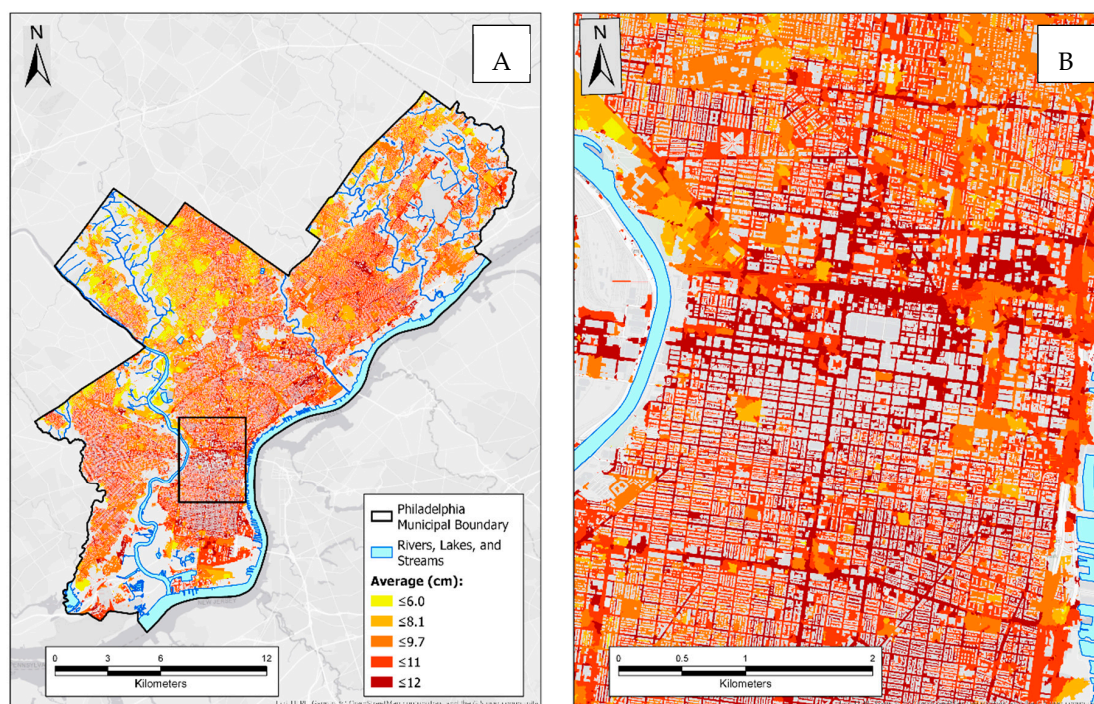 N
A
Philadelphia
Municipal Boundary
Rivers, Lakes, and
Streams
Average (cm):
≤6.0
≤8.1
≤9.7
≤11
≤12
0 3 6 12
Kilometers
N
B
0 0.5 1 2
Kilometers